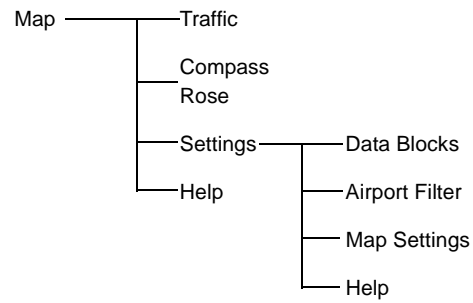 Map
Traffic
Compass
Rose
Settings
Data Blocks
Help
Airport Filter
Map Settings
Help